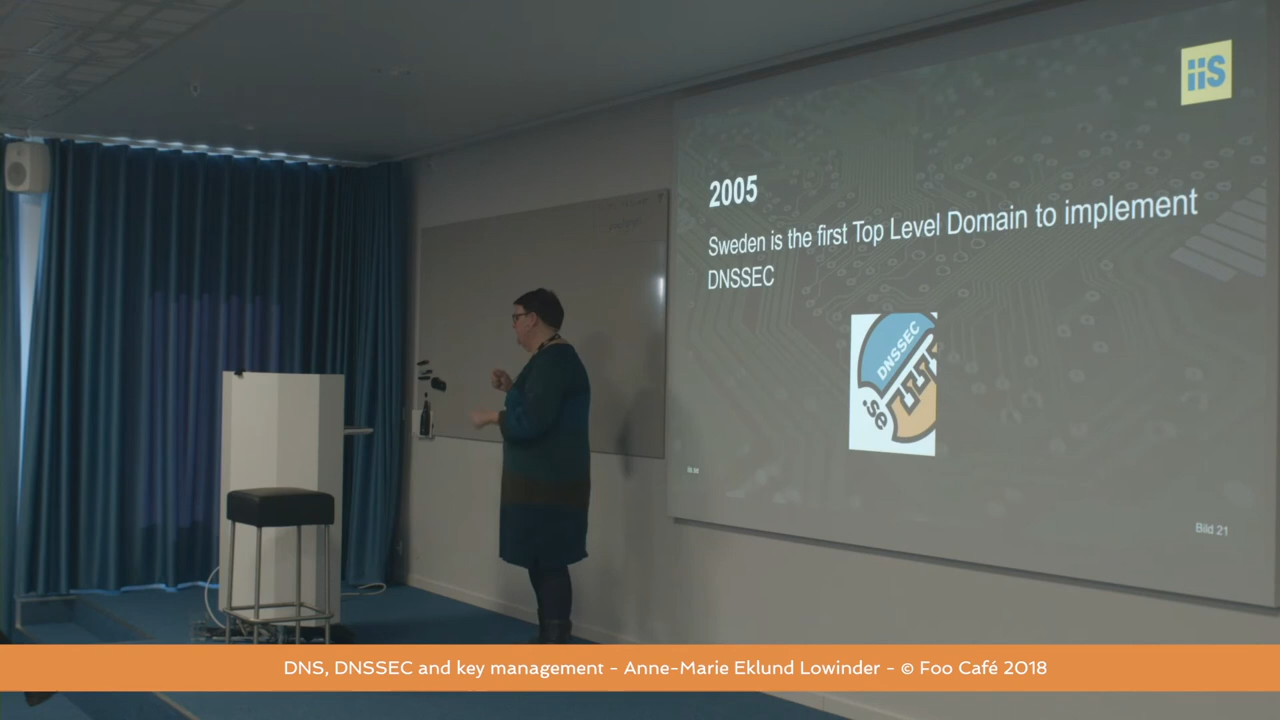 iis
2005
Sweden is the first Top Level Domain to implement
DNSSEC
DNSSEC
.se
Bild 21
DNS, DNSSEC and key management - Anne-Marie Eklund Lowinder - © Foo Café 2018